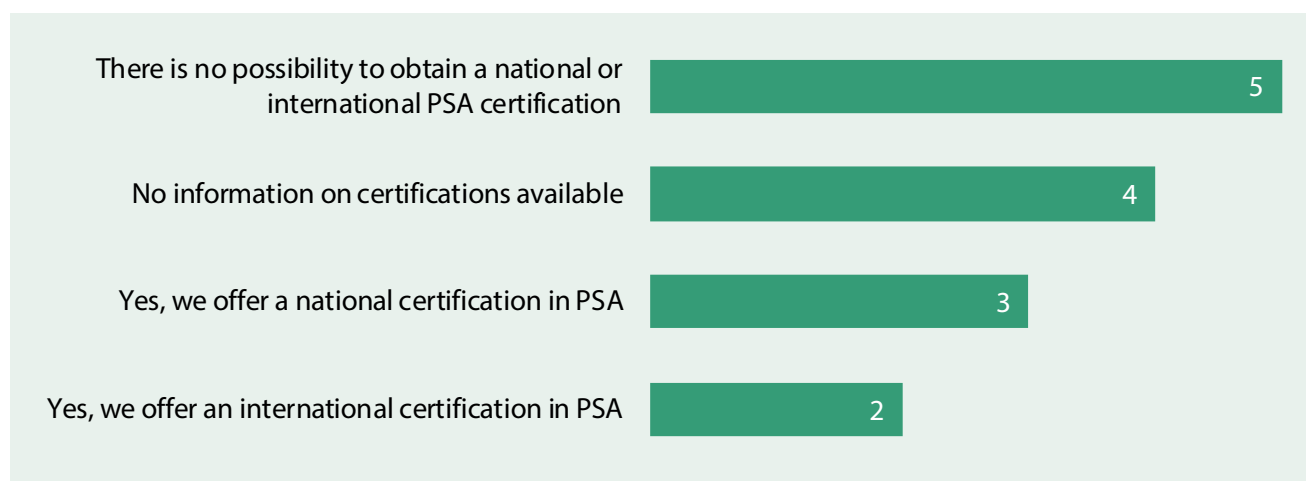 There is no possibility to obtain a national or
international PSA certification
5
No information on certifications available
4
Yes, we offer a national certification in PSA
3
Yes, we offer an international certification in PSA
2